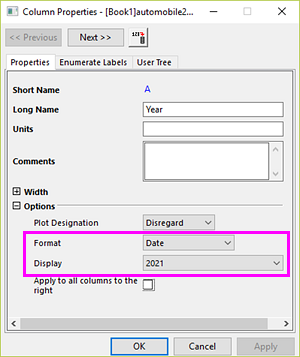 Column Properties - [Book1]automobile2...
<< Previous Next >>
Properties Enumerate Labels User Tree
Short Name A
Long Name Year
Units
Comments
Width
Options
Plot Designation Disregard
Format Date
Display 2021
Apply to all columns to the
right
OK Cancel Apply